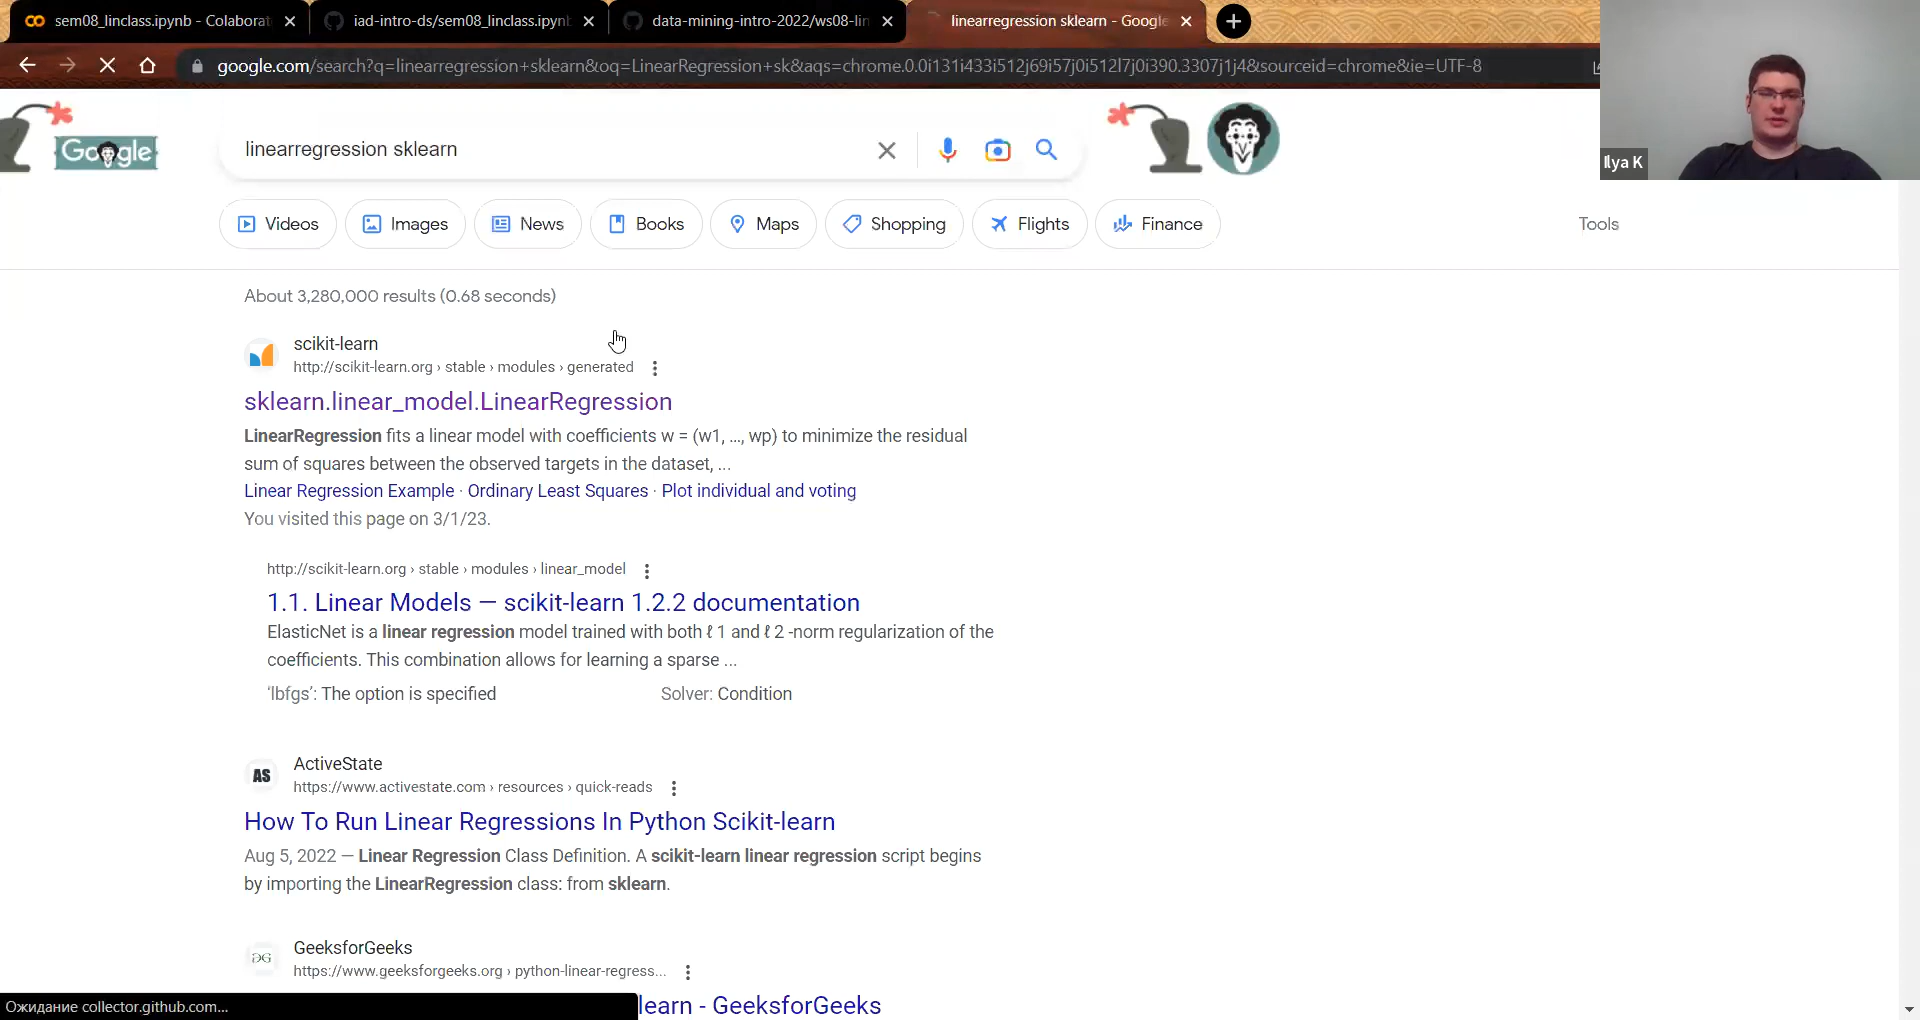 sem08_linclass.ipynb - Colaborat
iad-intro-ds/sem08_linclass.ipynb
data-mining-intro-2022/ws08-lin
linearregression sklearn - Google
google.com/search?q=linearregression+sklearn&oq=LinearRegression+sk&aqs=chrome.0.0i131i433i512j69i57j0i512l7j0i390.3307j1j4&sourceid=chrome&ie=UTF-8
Google
linearregression sklearn
Ilya K
Videos
Images
News
Books
Maps
Shopping
Flights
Finance
Tools
About 3,280,000 results (0.68 seconds)
scikit-learn
http://scikit-learn.org › stable › modules › generated
sklearn.linear_model.LinearRegression
LinearRegression fits a linear model with coefficients w = (w1, …, wp) to minimize the residual
sum of squares between the observed targets in the dataset, ...
Linear Regression Example · Ordinary Least Squares · Plot individual and voting
You visited this page on 3/1/23.
http://scikit-learn.org › stable › modules › linear_model
1.1. Linear Models — scikit-learn 1.2.2 documentation
ElasticNet is a linear regression model trained with both ℓ 1 and ℓ 2 -norm regularization of the
coefficients. This combination allows for learning a sparse ...
‘lbfgs’: The option is specified
Solver: Condition
ActiveState
AS
https://www.activestate.com › resources › quick-reads
How To Run Linear Regressions In Python Scikit-learn
Aug 5, 2022 — Linear Regression Class Definition. A scikit-learn linear regression script begins
by importing the LinearRegression class: from sklearn.
GeeksforGeeks
https://www.geeksforgeeks.org › python-linear-regress...
learn - GeeksforGeeks
Ожидание collector.github.com...